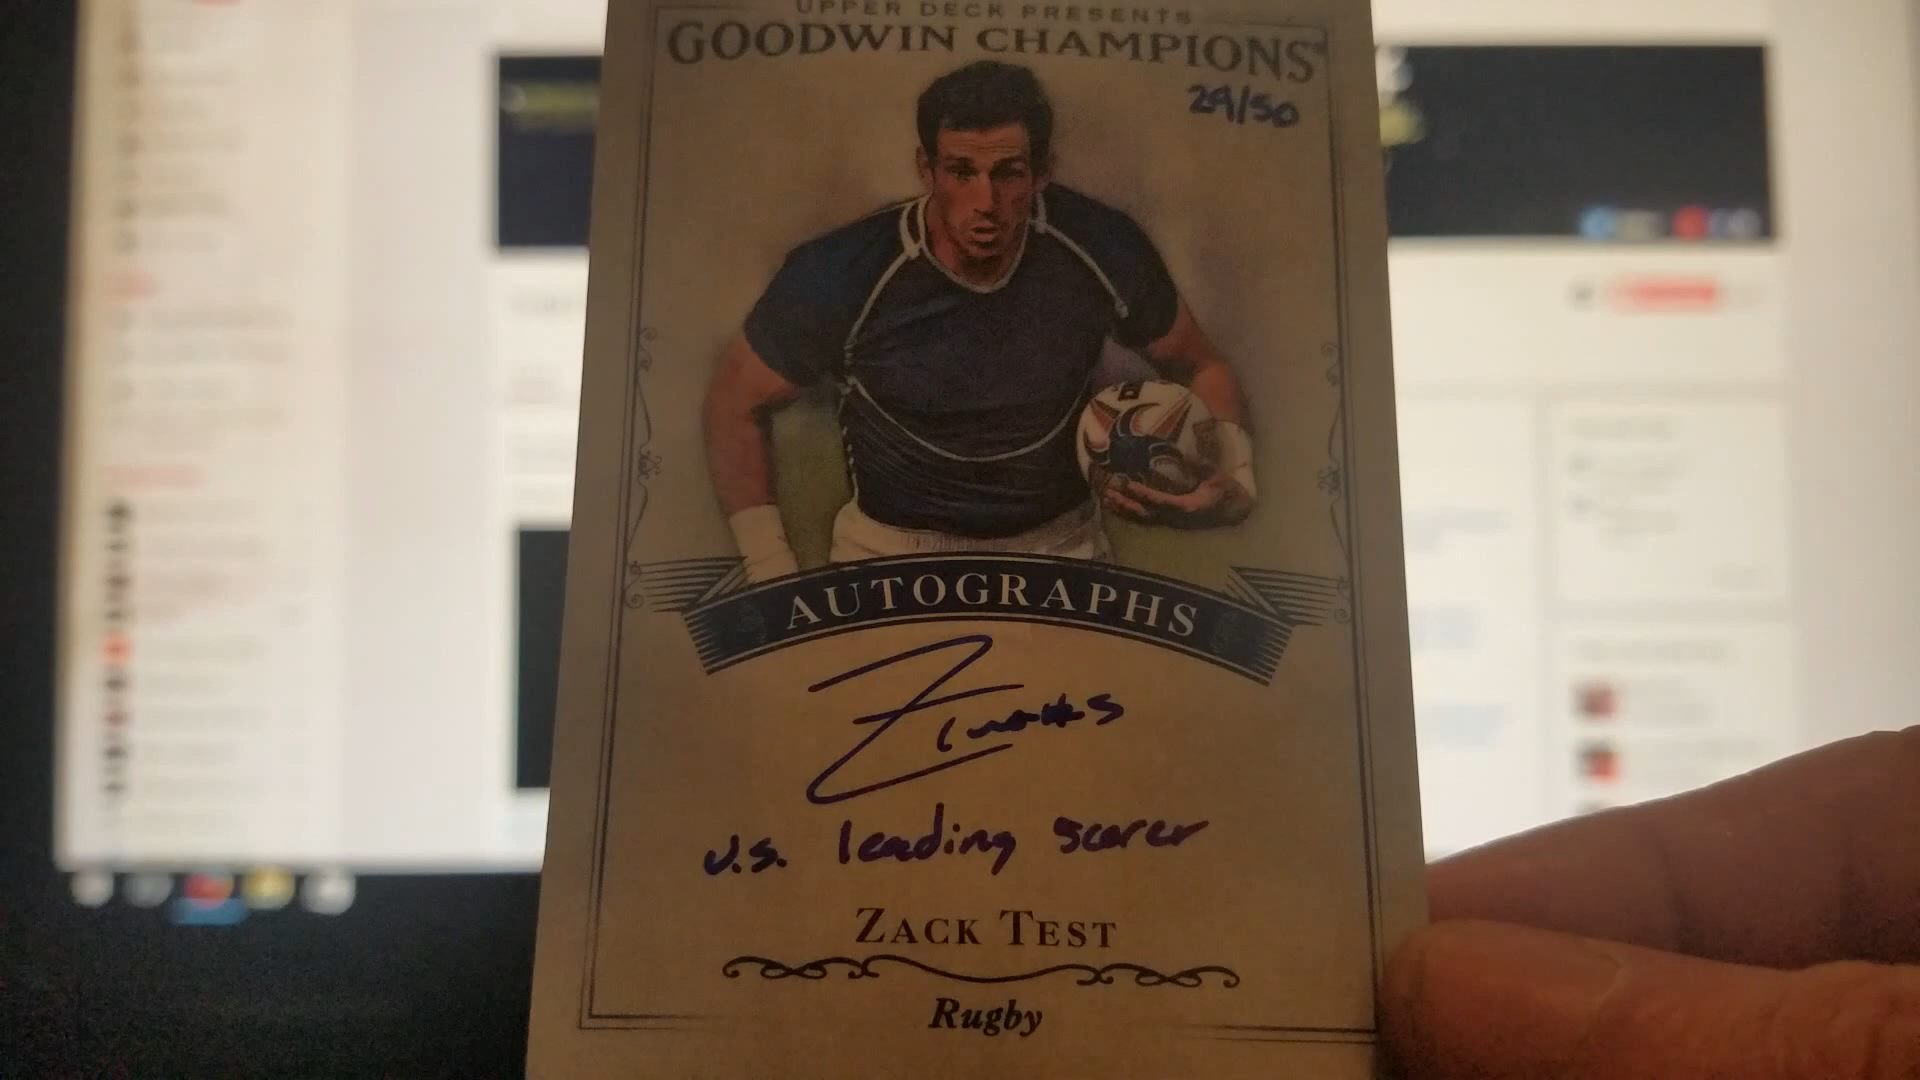 UPPER DECK PRESENTS
GOODWIN CHAMPIONS
29/50
AUTOGRAPHS
U.S. leading scorer
ZACK TEST
Rugby